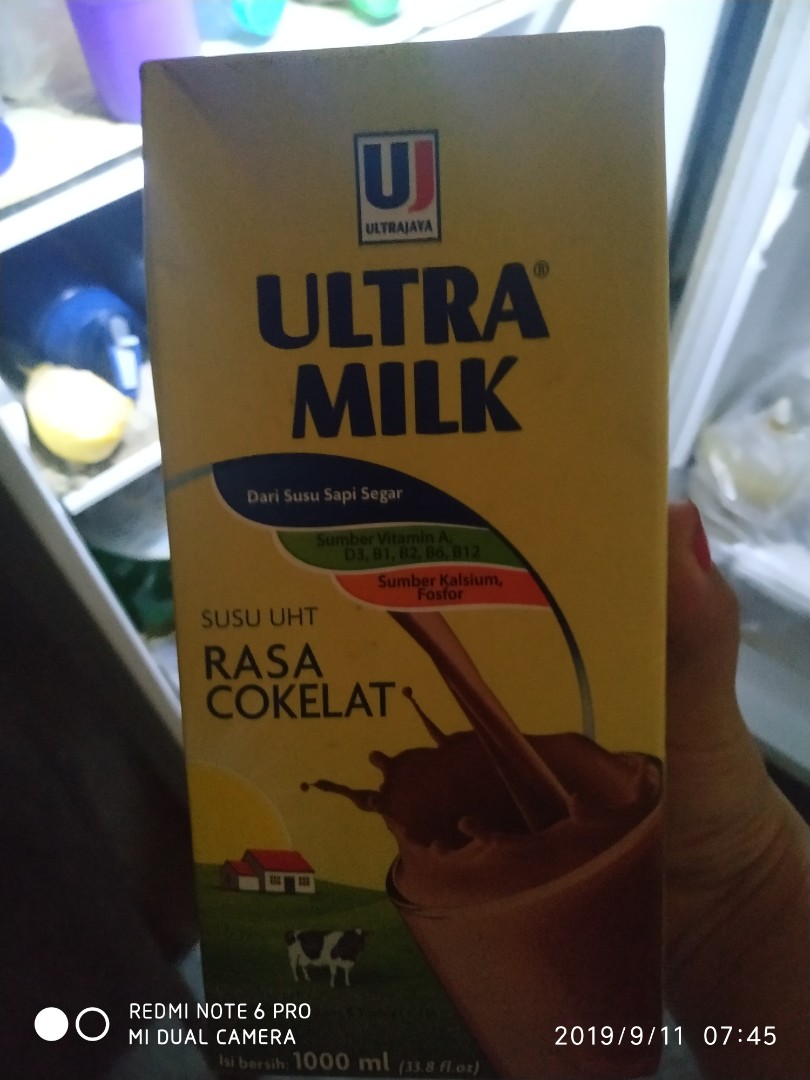 UJ
ULTRAJAYA
ULTRA®
MILK
Dari Susu Sapi Segar
Sumber Vitamin A,
D3, B1, B2, B6, B12
Sumber Kalsium,
Fosfor
SUSU UHT
RASA
COKELAT
Isi bersih: 1000 ml (33.8 fl.oz)
REDMI NOTE 6 PRO
MI DUAL CAMERA
2019/9/11 07:45